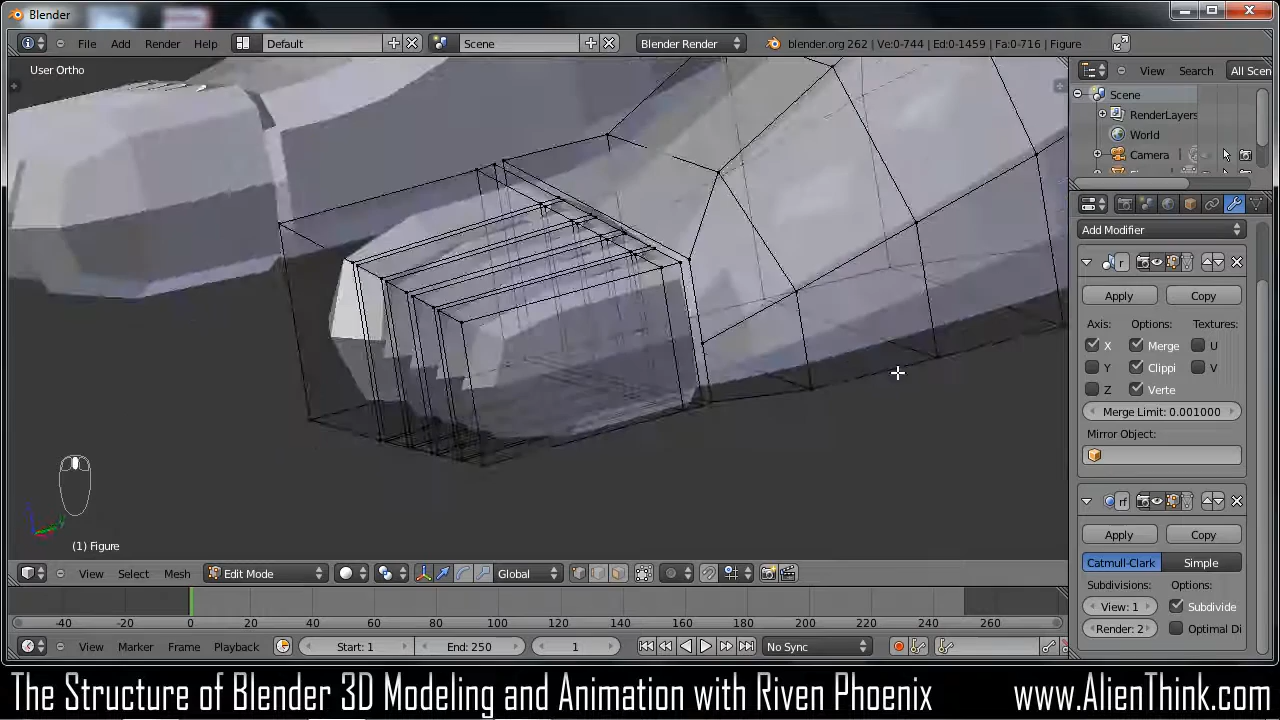 Blender
File Add Render Help Default Scene Blender Render blender.org 262 | Ve:0-744 | Ed:0-1459 | Fa:0-716 | Figure
View Search All Scen
User Ortho
Scene
RenderLayers
World
Camera
Add Modifier
Apply Copy
Axis: Options: Textures:
X Merge U
Y Clippi V
Z Verte
Merge Limit: 0.001000
Mirror Object:
rf
Apply Copy
Catmull-Clark Simple
Subdivisions: Options:
View: 1 Subdivide
Render: 2 Optimal Di
(1) Figure
View Select Mesh Edit Mode Global
-40 -20 0 20 40 60 80 100 120 140 160 180 200 220 240 260
View Marker Frame Playback Start: 1 End: 250 1 No Sync
The Structure of Blender 3D Modeling and Animation with Riven Phoenix www.AlienThink.com